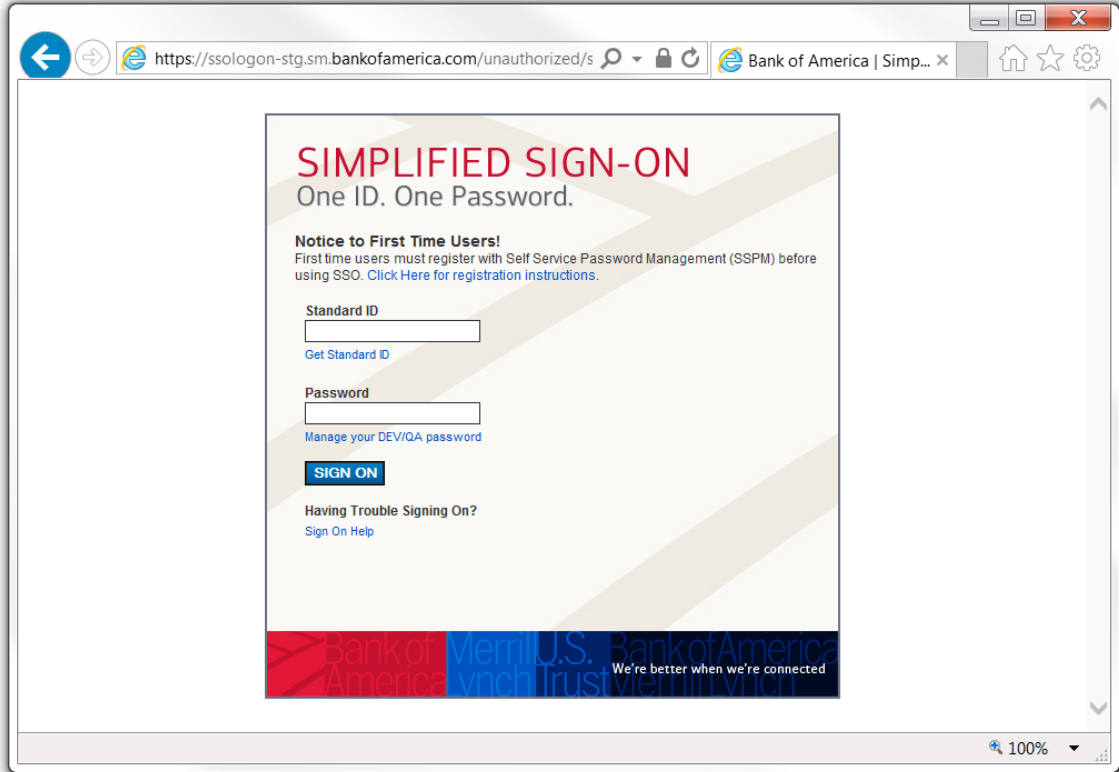 https://ssologon-stg.sm.bankofamerica.com/unauthorized/s
Bank of America | Simp...
SIMPLIFIED SIGN-ON
One ID. One Password.
Notice to First Time Users!
First time users must register with Self Service Password Management (SSPM) before
using SSO. Click Here for registration instructions.
Standard ID
Get Standard ID
Password
Manage your DEV/QA password
SIGN ON
Having Trouble Signing On?
Sign On Help
Bank of Merrill U.S. Bank of America
America Lynch Trust Merrill Lynch
We're better when we're connected
100%